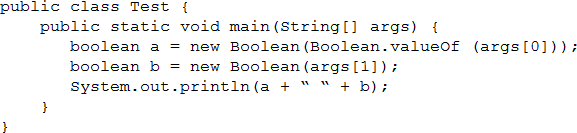 public class Test {
    public static void main(String[] args) {
       boolean a = new Boolean(Boolean.valueOf (args[0]));
       boolean b = new Boolean(args[1]);
       System.out.println(a + “ “ + b);
    }
}